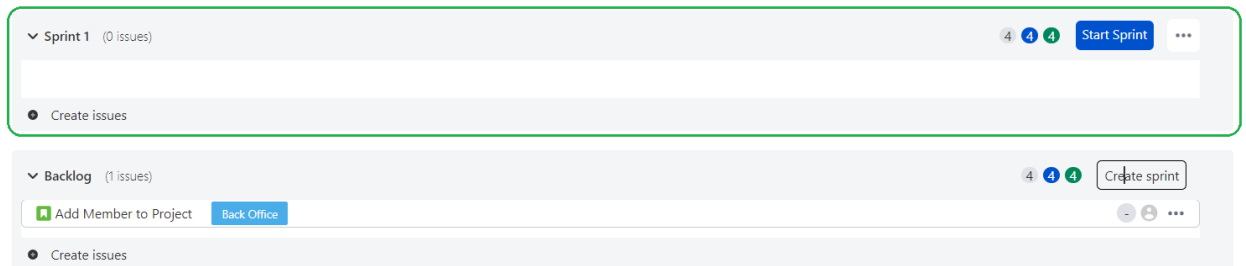 Sprint 1 (0 issues) 4 4 4 Start Sprint
Create issues
Backlog (1 issues) 4 4 4 Create sprint
Add Member to Project Back Office -
Create issues